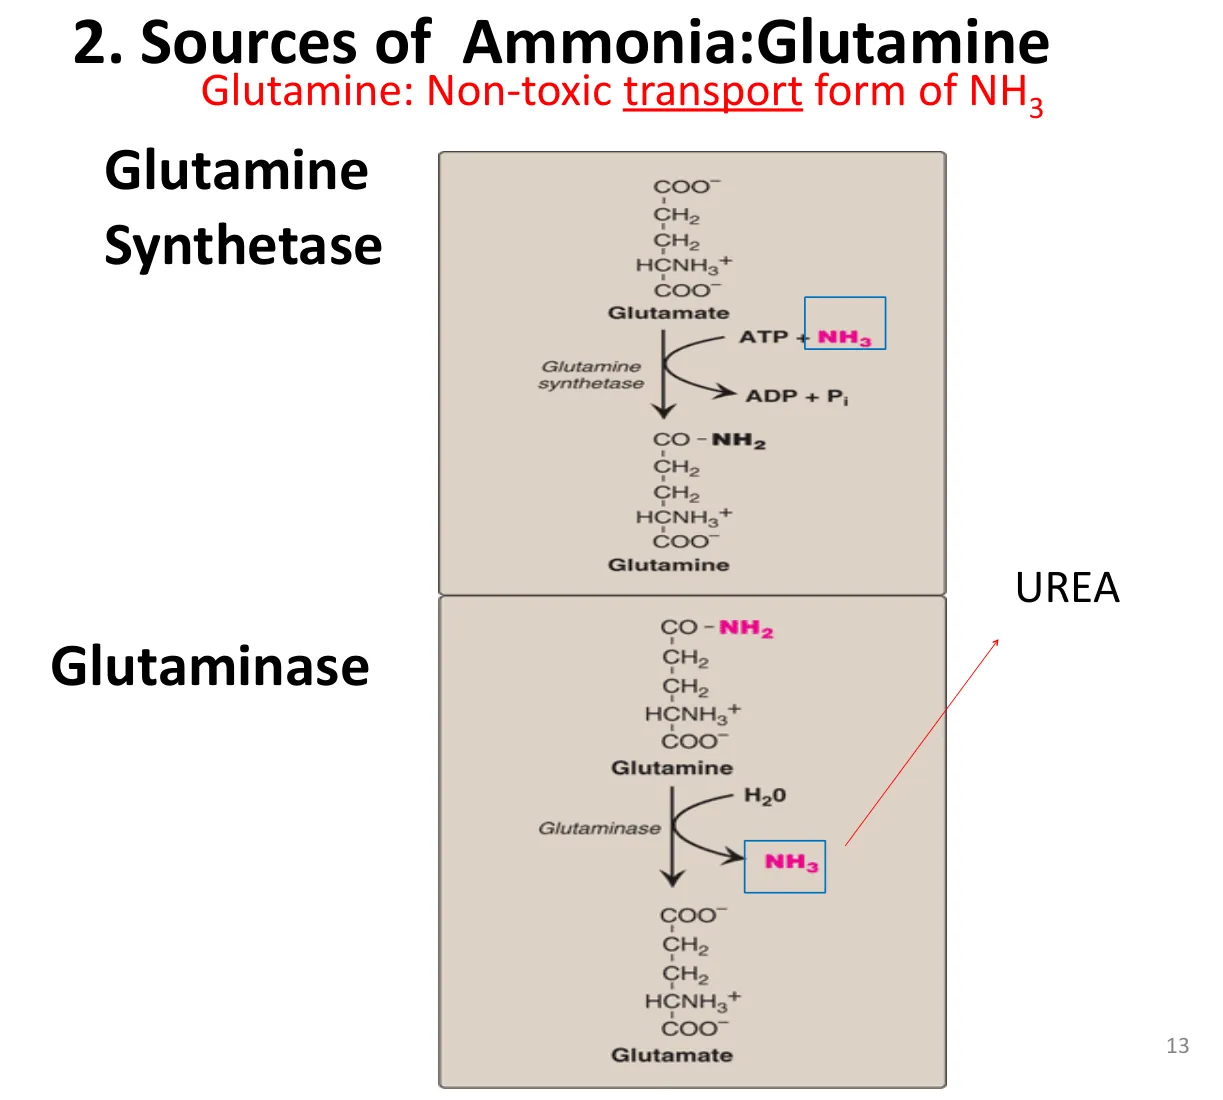 2. Sources of  Ammonia:Glutamine
Glutamine: Non-toxic transport form of NH₃
Glutamine
Synthetase
COO⁻
CH₂
CH₂
HCNH₃⁺
COO⁻
Glutamate
ATP + NH₃
Glutamine
synthetase
ADP + Pᵢ
CO - NH₂
CH₂
CH₂
HCNH₃⁺
COO⁻
Glutamine
UREA
Glutaminase
CO - NH₂
CH₂
CH₂
HCNH₃⁺
COO⁻
Glutamine
H₂0
Glutaminase
NH₃
COO⁻
CH₂
CH₂
HCNH₃⁺
COO⁻
Glutamate
13